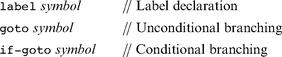 label symbol // Label declaration
goto symbol // Unconditional branching
if-goto symbol // Conditional branching